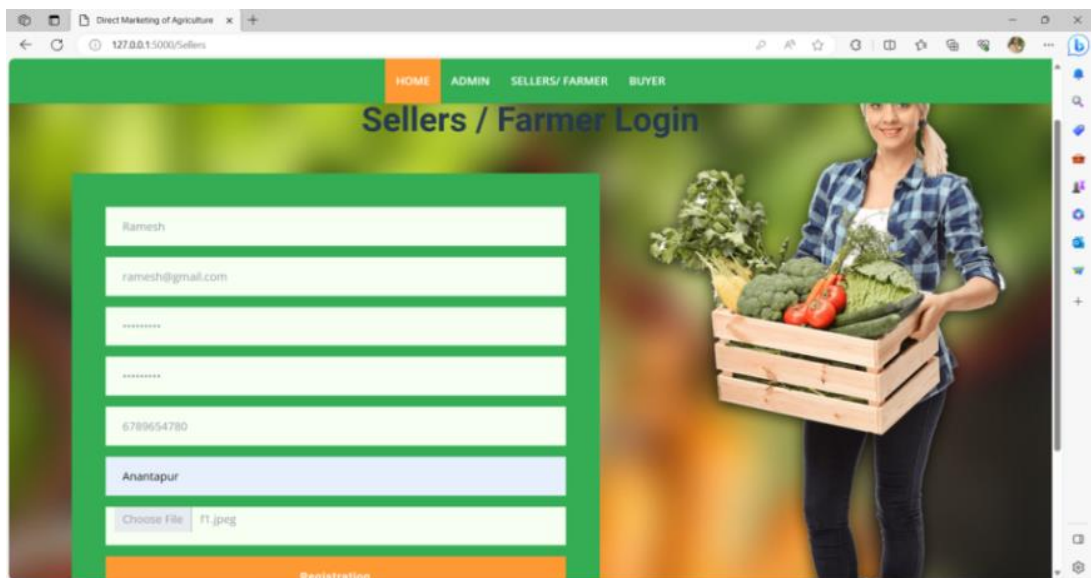 Direct Marketing of Agriculture
127.0.0.1:5000/Sellers
HOME ADMIN SELLERS/ FARMER BUYER
Sellers / Farmer Login
Ramesh
ramesh@gmail.com
•••••••••
•••••••••
6789654780
Anantapur
Choose File f1.jpeg
Registration